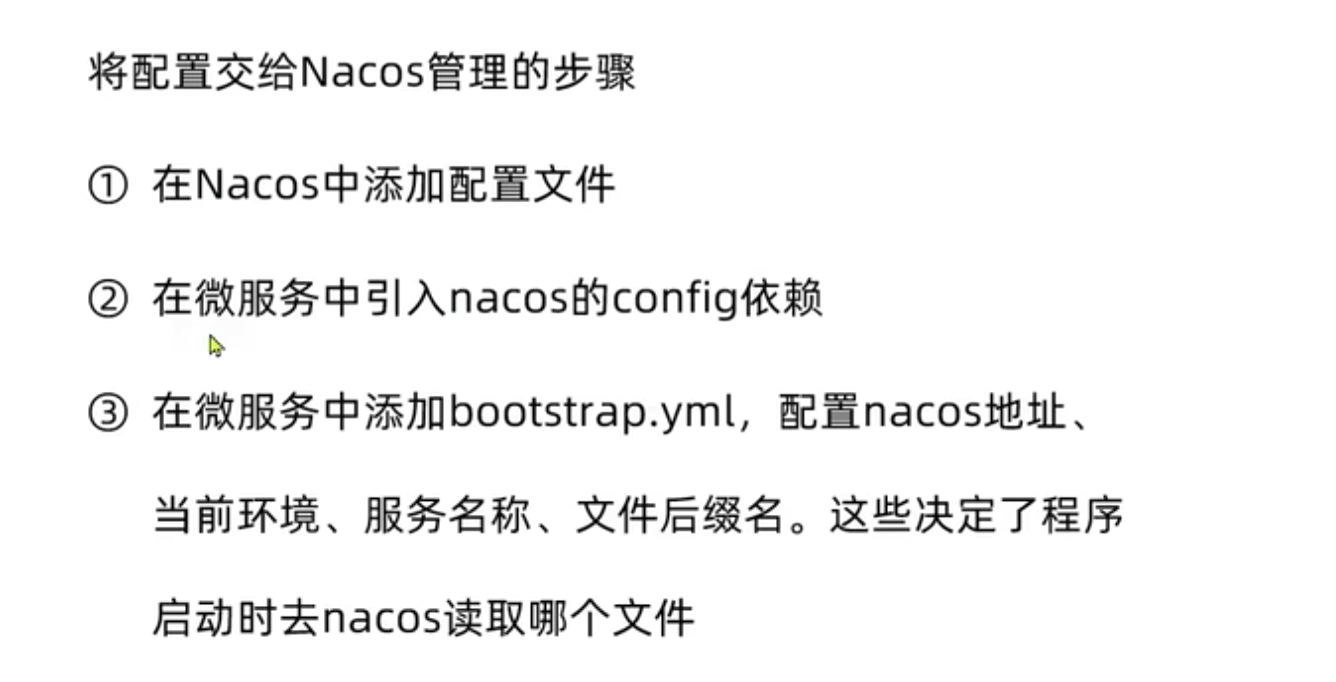 将配置交给Nacos管理的步骤
① 在Nacos中添加配置文件
② 在微服务中引入nacos的config依赖
③ 在微服务中添加bootstrap.yml，配置nacos地址、
当前环境、服务名称、文件后缀名。这些决定了程序
启动时去nacos读取哪个文件